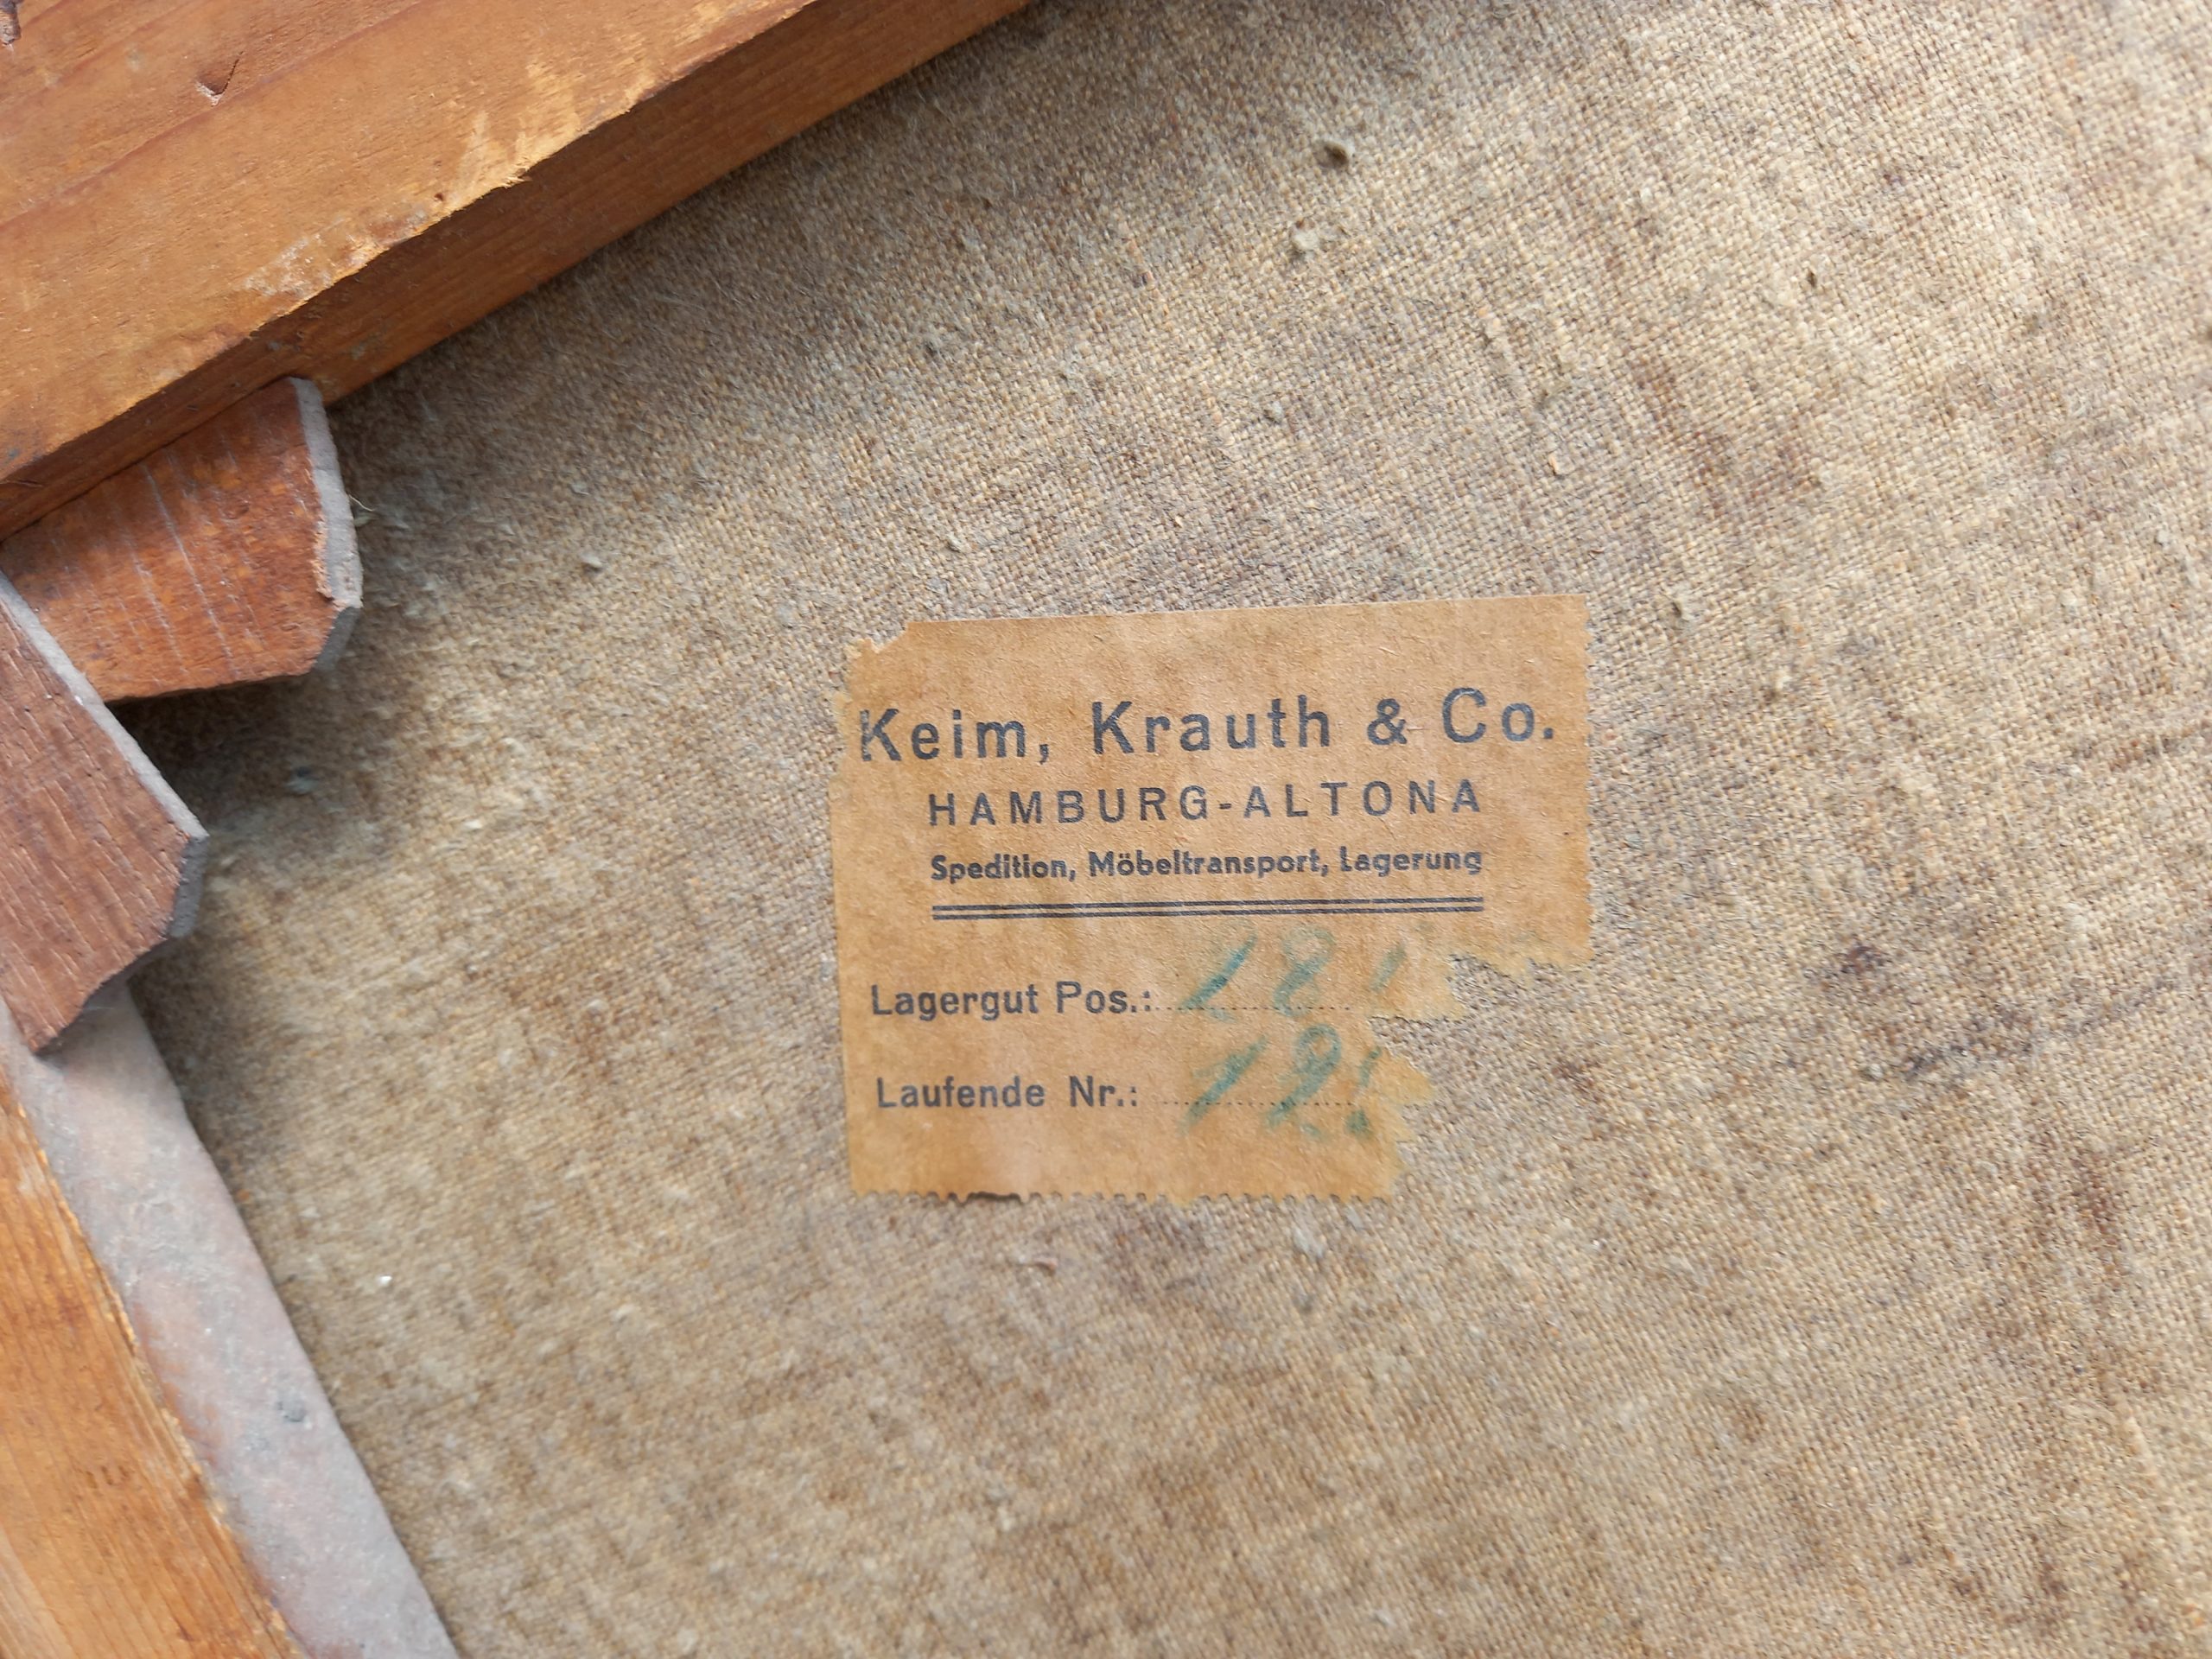 Keim, Krauth & Co.
HAMBURG-ALTONA
Spedition, Möbeltransport, Lagerung
Lagergut Pos.:
Laufende Nr.: